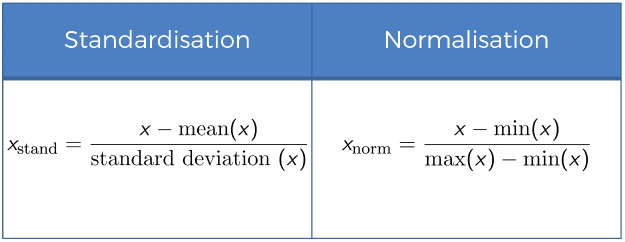 Standardisation
Normalisation
x_stand = (x − mean(x)) / (standard deviation (x))
x_norm = (x − min(x)) / (max(x) − min(x))